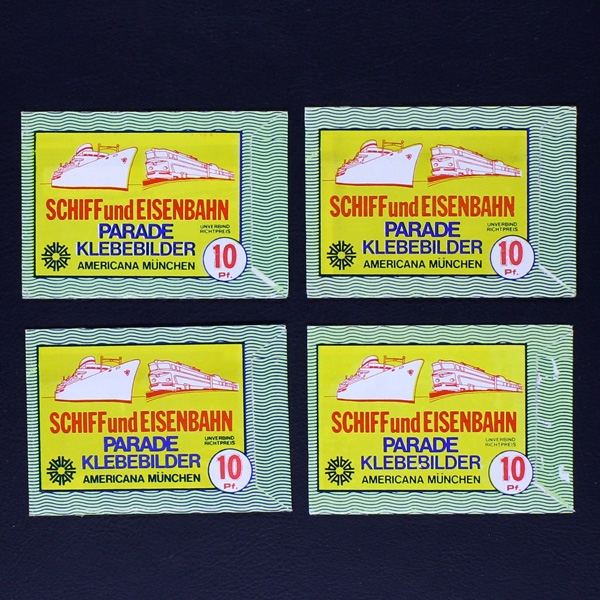 SCHIFF und EISENBAHN
PARADE
UNVERBIND
RICHTPREIS
KLEBEBILDER
AMERICANA MÜNCHEN
10
Pf.
SCHIFF und EISENBAHN
PARADE
UNVERBIND
RICHTPREIS
KLEBEBILDER
AMERICANA MÜNCHEN
10
Pf.
SCHIFF und EISENBAHN
PARADE
UNVERBIND
RICHTPREIS
KLEBEBILDER
AMERICANA MÜNCHEN
10
Pf.
SCHIFF und EISENBAHN
PARADE
UNVERBIND
RICHTPREIS
KLEBEBILDER
AMERICANA MÜNCHEN
10
Pf.